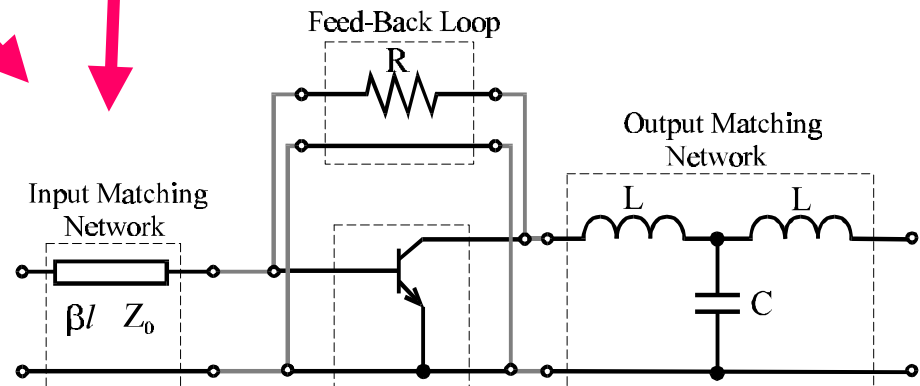 Feed-Back Loop
R
Output Matching
Network
Input Matching
Network
L
L
C
βl Z₀